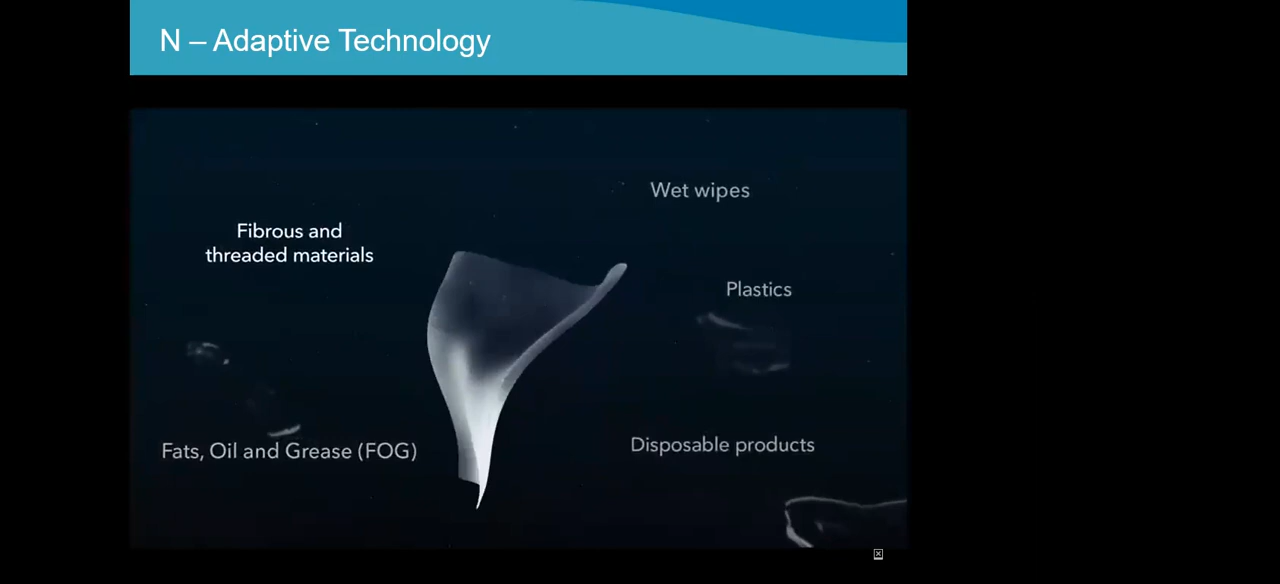 N – Adaptive Technology
Wet wipes
Fibrous and
threaded materials
Plastics
Fats, Oil and Grease (FOG)
Disposable products